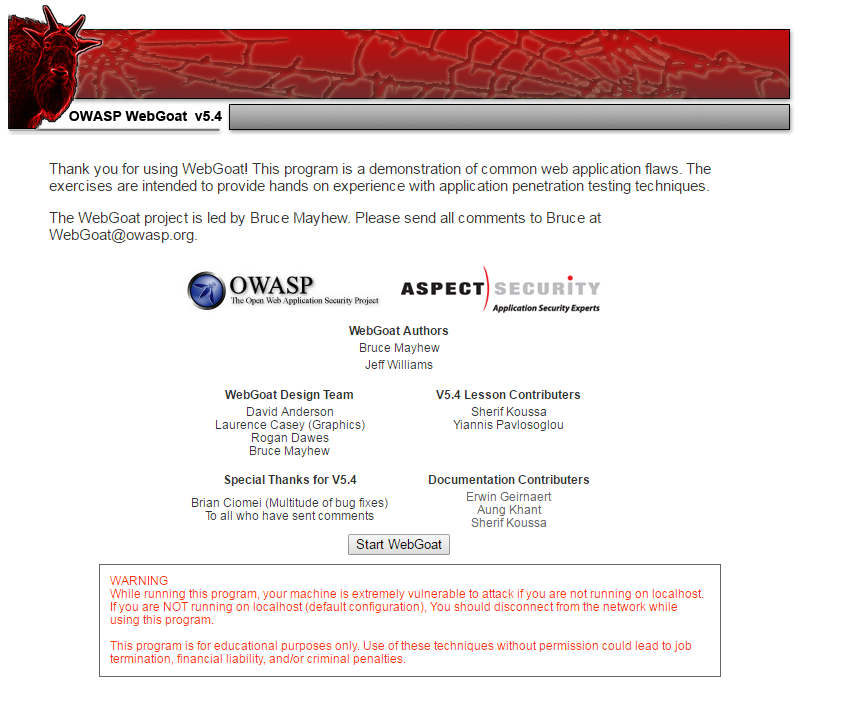 OWASP WebGoat v5.4
Thank you for using WebGoat! This program is a demonstration of common web application flaws. The
exercises are intended to provide hands on experience with application penetration testing techniques.
The WebGoat project is led by Bruce Mayhew. Please send all comments to Bruce at
WebGoat@owasp.org.
OWASP
The Open Web Application Security Project
ASPECT SECURITY
Application Security Experts
WebGoat Authors
Bruce Mayhew
Jeff Williams
WebGoat Design Team
David Anderson
Laurence Casey (Graphics)
Rogan Dawes
Bruce Mayhew
V5.4 Lesson Contributers
Sherif Koussa
Yiannis Pavlosoglou
Special Thanks for V5.4
Brian Ciomei (Multitude of bug fixes)
To all who have sent comments
Documentation Contributers
Erwin Geirnaert
Aung Khant
Sherif Koussa
Start WebGoat
WARNING
While running this program, your machine is extremely vulnerable to attack if you are not running on localhost.
If you are NOT running on localhost (default configuration), You should disconnect from the network while
using this program.
This program is for educational purposes only. Use of these techniques without permission could lead to job
termination, financial liability, and/or criminal penalties.